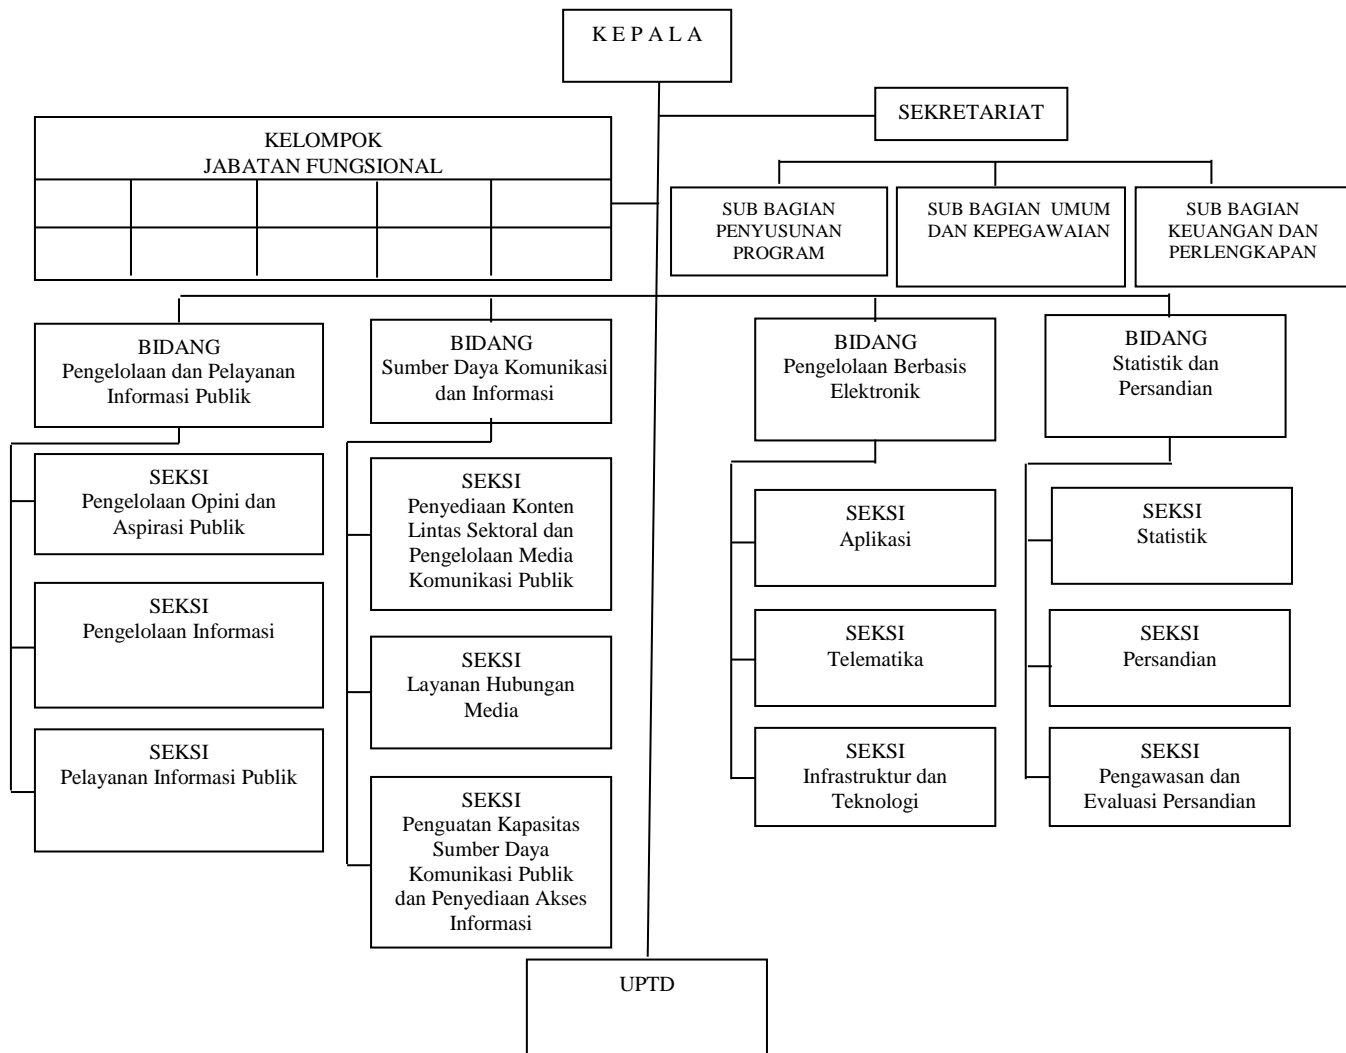 K E P A L A
SEKRETARIAT
KELOMPOK
JABATAN FUNGSIONAL
SUB BAGIAN
PENYUSUNAN
PROGRAM
SUB BAGIAN UMUM
DAN KEPEGAWAIAN
SUB BAGIAN
KEUANGAN DAN
PERLENGKAPAN
BIDANG
Pengelolaan dan Pelayanan
Informasi Publik
BIDANG
Sumber Daya Komunikasi
dan Informasi
BIDANG
Pengelolaan Berbasis
Elektronik
BIDANG
Statistik dan
Persandian
SEKSI
Pengelolaan Opini dan
Aspirasi Publik
SEKSI
Pengelolaan Informasi
SEKSI
Pelayanan Informasi Publik
SEKSI
Penyediaan Konten
Lintas Sektoral dan
Pengelolaan Media
Komunikasi Publik
SEKSI
Layanan Hubungan
Media
SEKSI
Penguatan Kapasitas
Sumber Daya
Komunikasi Publik
dan Penyediaan Akses
Informasi
SEKSI
Aplikasi
SEKSI
Telematika
SEKSI
Infrastruktur dan
Teknologi
SEKSI
Statistik
SEKSI
Persandian
SEKSI
Pengawasan dan
Evaluasi Persandian
UPTD